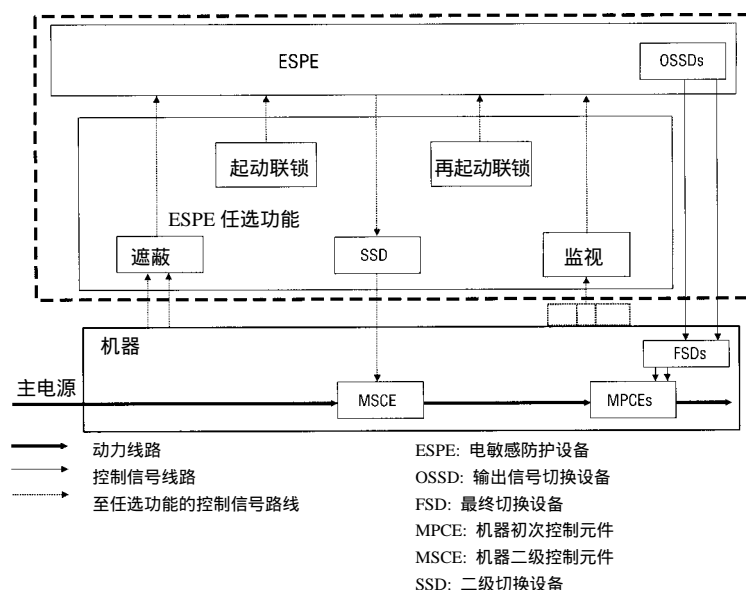 ESPE
OSSDs
起动联锁
再起动联锁
ESPE 任选功能
遮蔽
SSD
监视
机器
FSDs
主电源
MSCE
MPCEs
动力线路
控制信号线路
至任选功能的控制信号路线
ESPE: 电敏感防护设备
OSSD: 输出信号切换设备
FSD: 最终切换设备
MPCE: 机器初次控制元件
MSCE: 机器二级控制元件
SSD: 二级切换设备